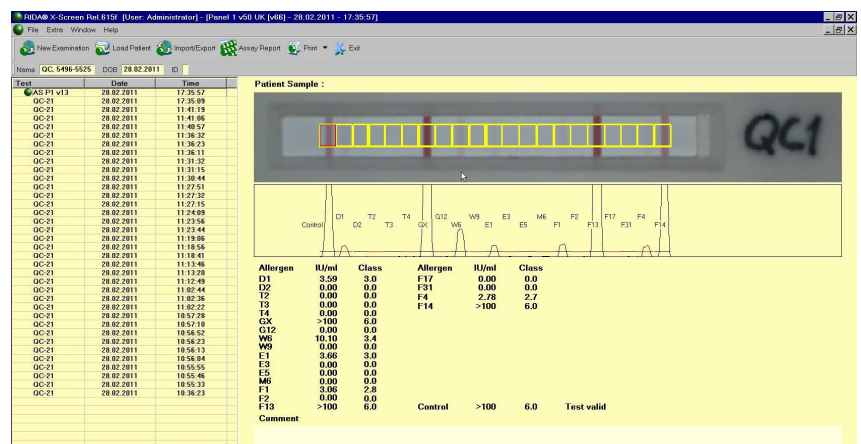 RIDA® X-Screen Rel.615f [User: Administrator] - [Panel 1 v50 UK [v66] - 28.02.2011 - 17:35:57]
File Extra Window Help
New Examination Load Patient Import/Export Assay Report Print Exit
Name QC, 5496-5525 DOB 28.02.2011 ID
Test Date Time
AS P1 v13 28.02.2011 17:35:57
QC-21 28.02.2011 17:35:09
QC-21 28.02.2011 11:41:19
QC-21 28.02.2011 11:41:06
QC-21 28.02.2011 11:40:57
QC-21 28.02.2011 11:36:32
QC-21 28.02.2011 11:36:23
QC-21 28.02.2011 11:36:11
QC-21 28.02.2011 11:31:32
QC-21 28.02.2011 11:31:15
QC-21 28.02.2011 11:30:44
QC-21 28.02.2011 11:27:51
QC-21 28.02.2011 11:27:32
QC-21 28.02.2011 11:27:15
QC-21 28.02.2011 11:24:09
QC-21 28.02.2011 11:23:56
QC-21 28.02.2011 11:23:44
QC-21 28.02.2011 11:19:06
QC-21 28.02.2011 11:18:56
QC-21 28.02.2011 11:18:41
QC-21 28.02.2011 11:13:46
QC-21 28.02.2011 11:13:20
QC-21 28.02.2011 11:12:49
QC-21 28.02.2011 11:02:44
QC-21 28.02.2011 11:02:36
QC-21 28.02.2011 11:02:22
QC-21 28.02.2011 10:57:28
QC-21 28.02.2011 10:57:10
QC-21 28.02.2011 10:56:52
QC-21 28.02.2011 10:56:23
QC-21 28.02.2011 10:56:13
QC-21 28.02.2011 10:56:04
QC-21 28.02.2011 10:55:55
QC-21 28.02.2011 10:55:46
QC-21 28.02.2011 10:55:33
QC-21 28.02.2011 10:36:23
Patient Sample :
QC1
D1 T2 T4 G12 W9 E3 M6 F2 F17 F4
Control D2 T3 GX W6 E1 E5 F1 F13 F31 F14
Allergen IU/ml Class Allergen IU/ml Class
D1 3.59 3.0 F17 0.00 0.0
D2 0.00 0.0 F31 0.00 0.0
T2 0.00 0.0 F4 2.78 2.7
T3 0.00 0.0 F14 >100 6.0
T4 0.00 0.0
GX >100 6.0
G12 0.00 0.0
W6 10.10 3.4
W9 0.00 0.0
E1 3.66 3.0
E3 0.00 0.0
E5 0.00 0.0
M6 0.00 0.0
F1 3.06 2.8
F2 0.00 0.0
F13 >100 6.0 Control >100 6.0 Test valid
Comment